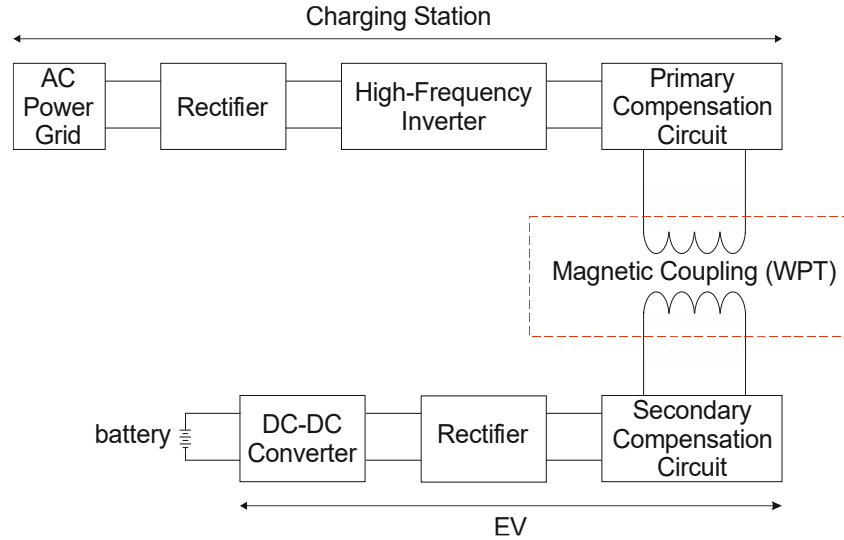 Charging Station
AC
Power
Grid
Rectifier
High-Frequency
Inverter
Primary
Compensation
Circuit
Magnetic Coupling (WPT)
battery
DC-DC
Converter
Rectifier
Secondary
Compensation
Circuit
EV